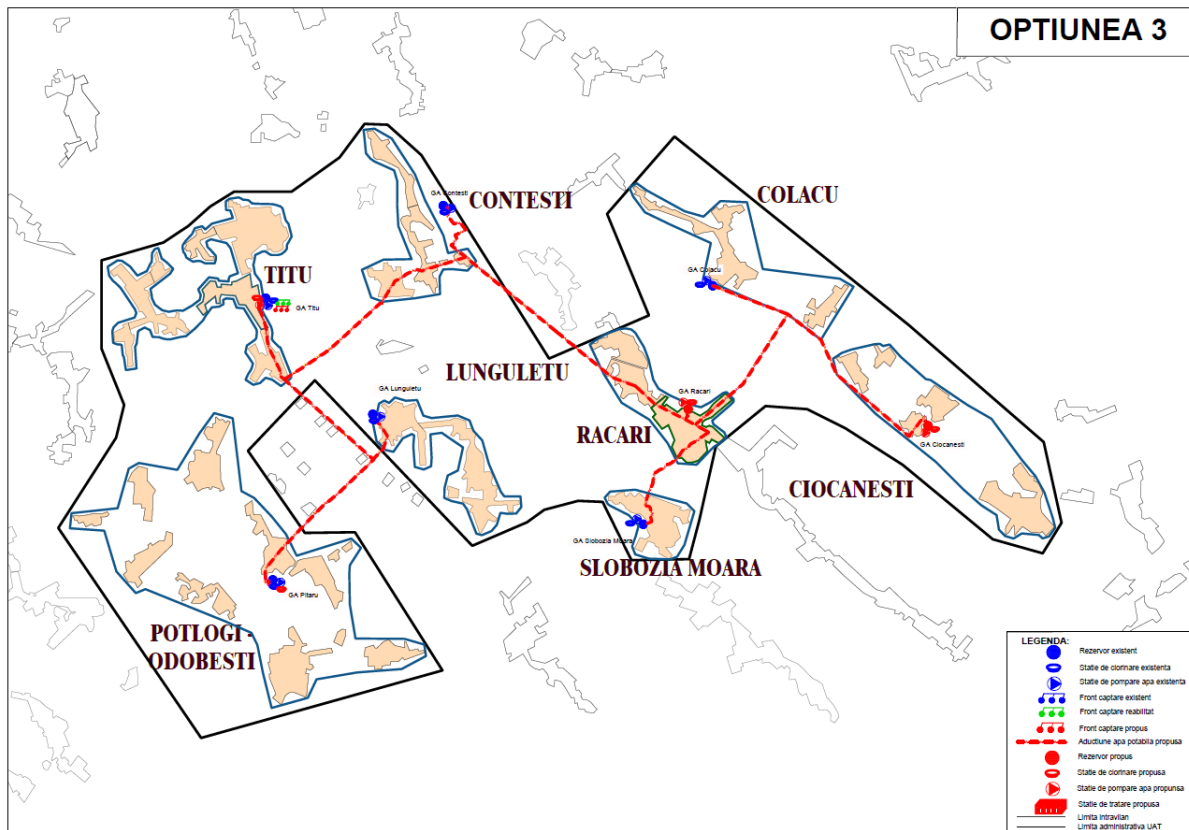 OPTIUNEA 3
GA Contesti
CONTESTI
COLACU
TITU
GA Colacu
GA Titu
LUNGULETU
GA Lunguletu
GA Racari
RACARI
GA Ciocanesti
CIOCANESTI
GA Slobozia Moara
SLOBOZIA MOARA
GA Pitaru
POTLOGI -
ODOBESTI
LEGENDA:
Rezervor existent
Statie de clorinare existenta
Statie de pompare apa existenta
Front captare existent
Front captare reabilitat
Front captare propus
Aductiune apa potabila propusa
Rezervor propus
Statie de clorinare propusa
Statie de pompare apa propunsa
Statie de tratare propusa
Limita intravilan
Limita administrativa UAT